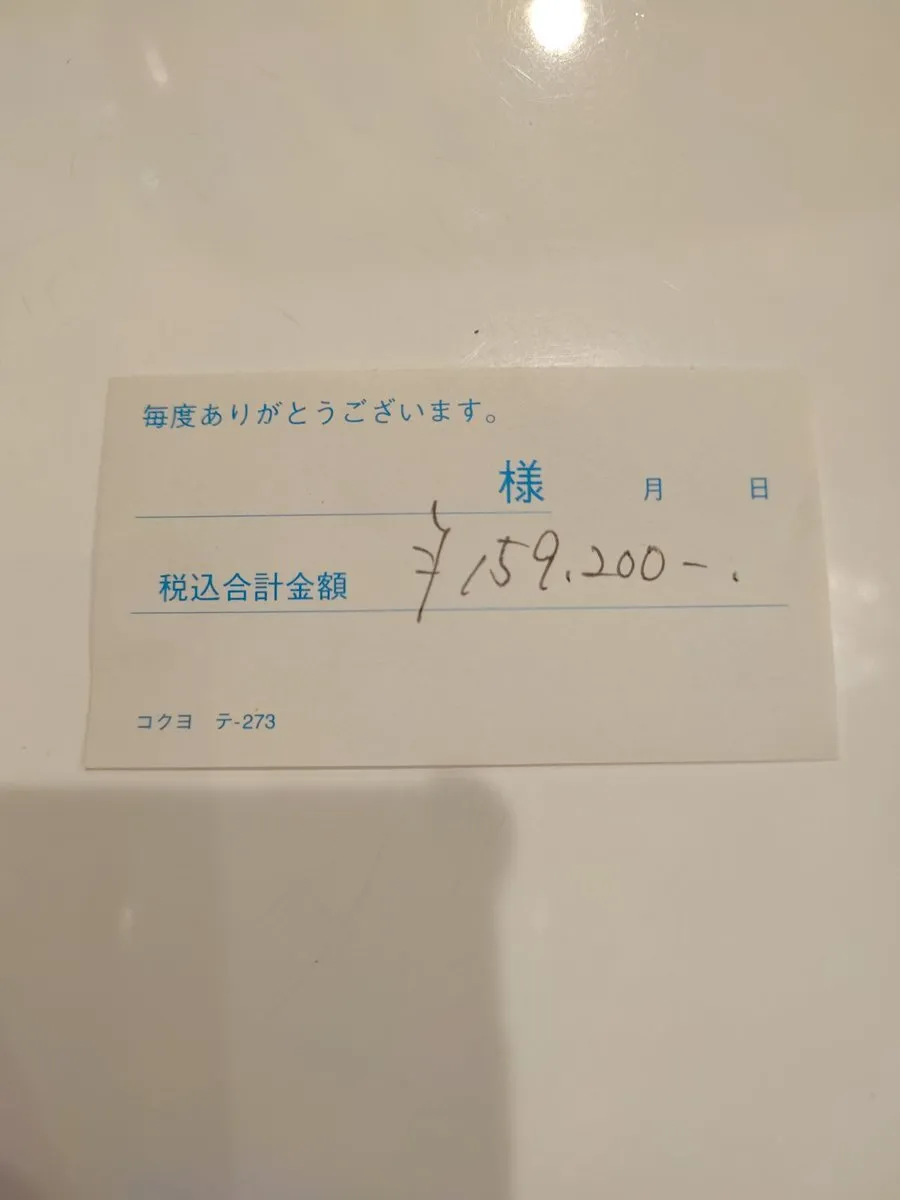 毎度ありがとうございます。
様 月 日
税込合計金額 ¥159.200-.
コクヨ テ-273